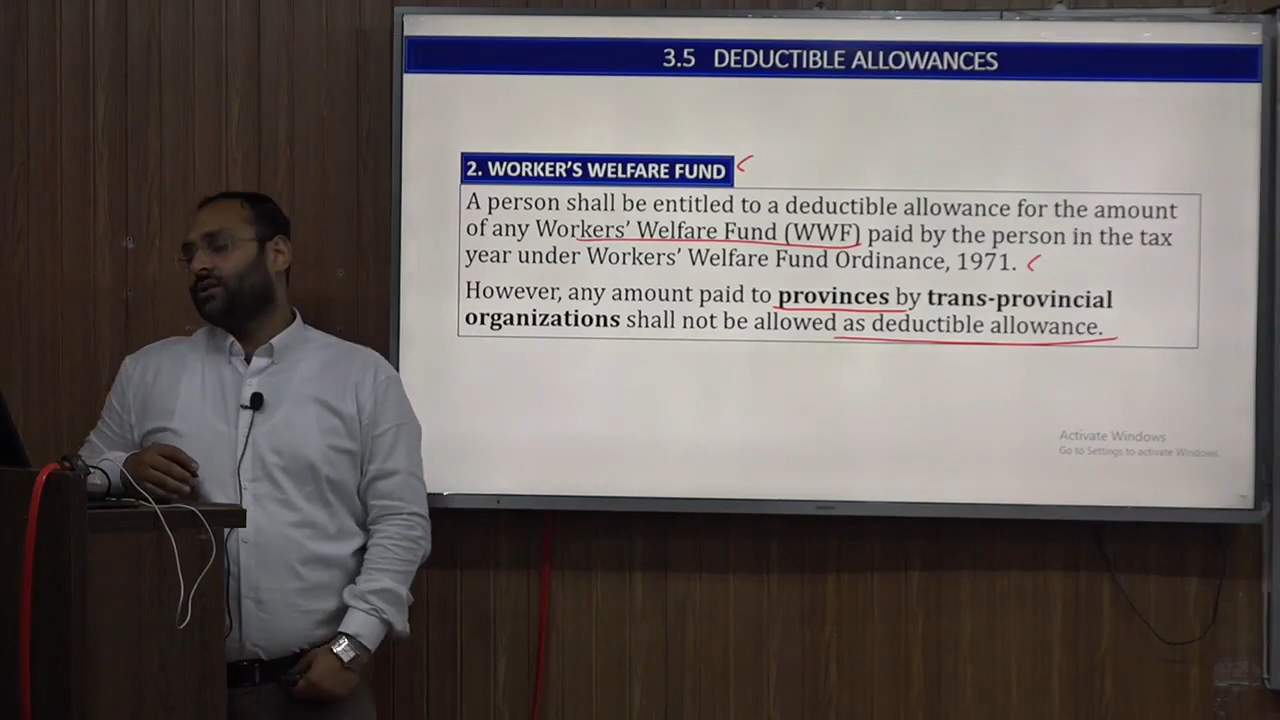 3.5 DEDUCTIBLE ALLOWANCES
2. WORKER'S WELFARE FUND
A person shall be entitled to a deductible allowance for the amount
of any Workers' Welfare Fund (WWF) paid by the person in the tax
year under Workers' Welfare Fund Ordinance, 1971.
However, any amount paid to provinces by trans-provincial
organizations shall not be allowed as deductible allowance.
Activate Windows
Go to Settings to activate Windows.